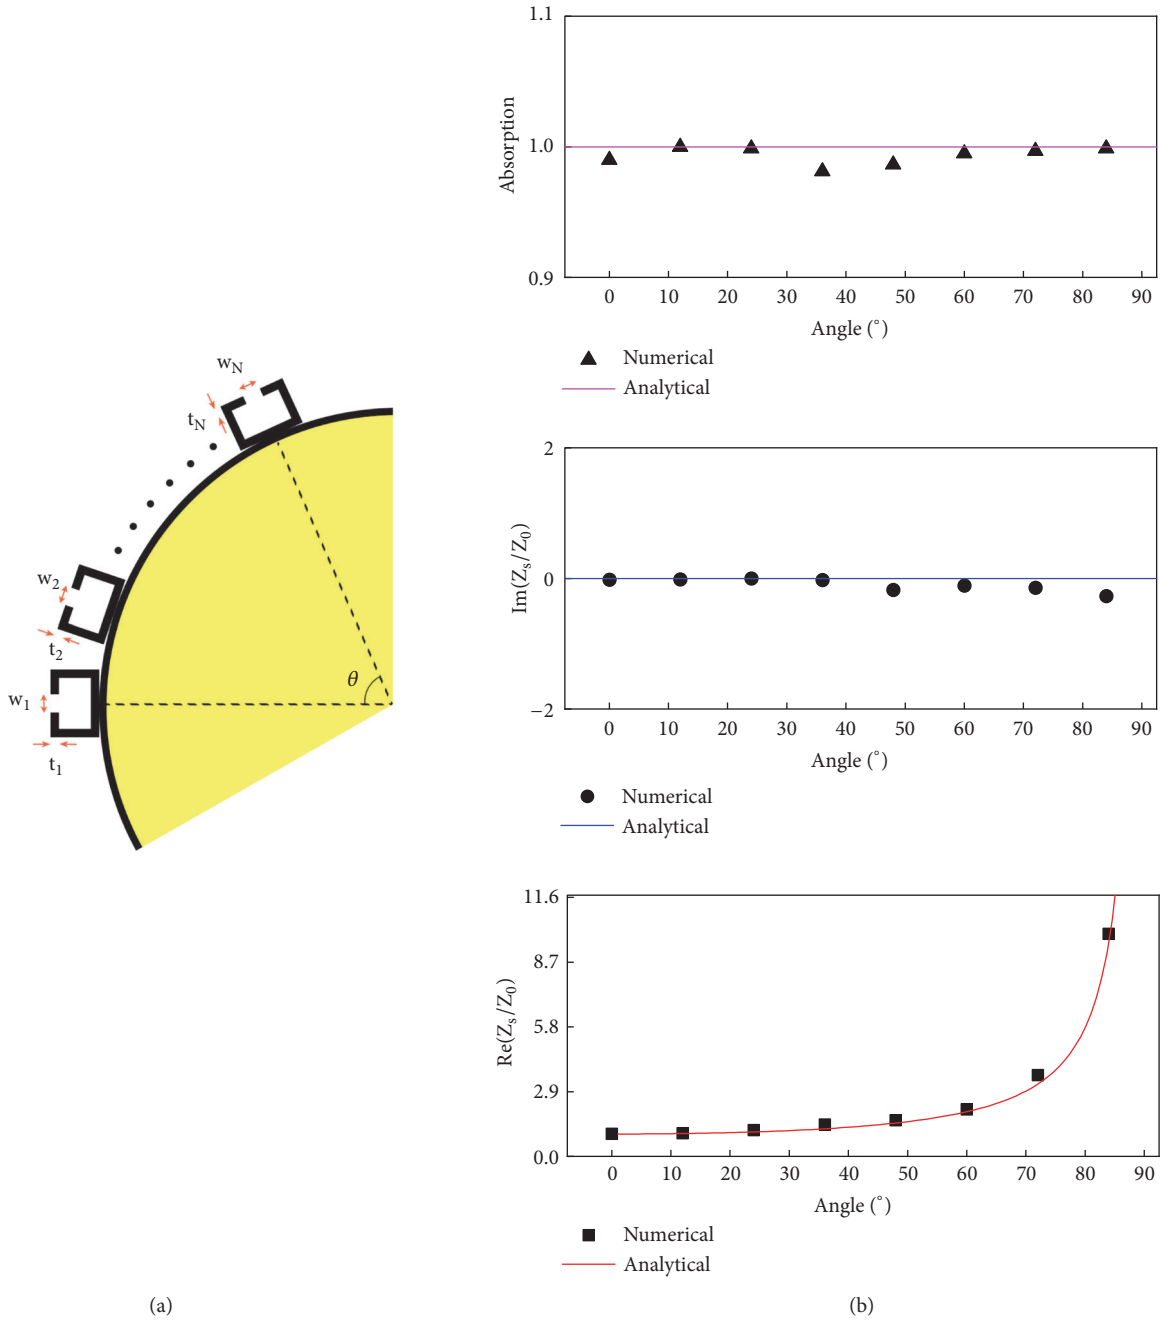 w_N
t_N
w_2
t_2
w_1
t_1
θ
(a)
1.1
1.0
0.9
Absorption
0 10 20 30 40 50 60 70 80 90
Angle (°)
Numerical
Analytical
2
0
−2
Im(Z_s/Z_0)
0 10 20 30 40 50 60 70 80 90
Angle (°)
Numerical
Analytical
11.6
8.7
5.8
2.9
0.0
Re(Z_s/Z_0)
0 10 20 30 40 50 60 70 80 90
Angle (°)
Numerical
Analytical
(b)